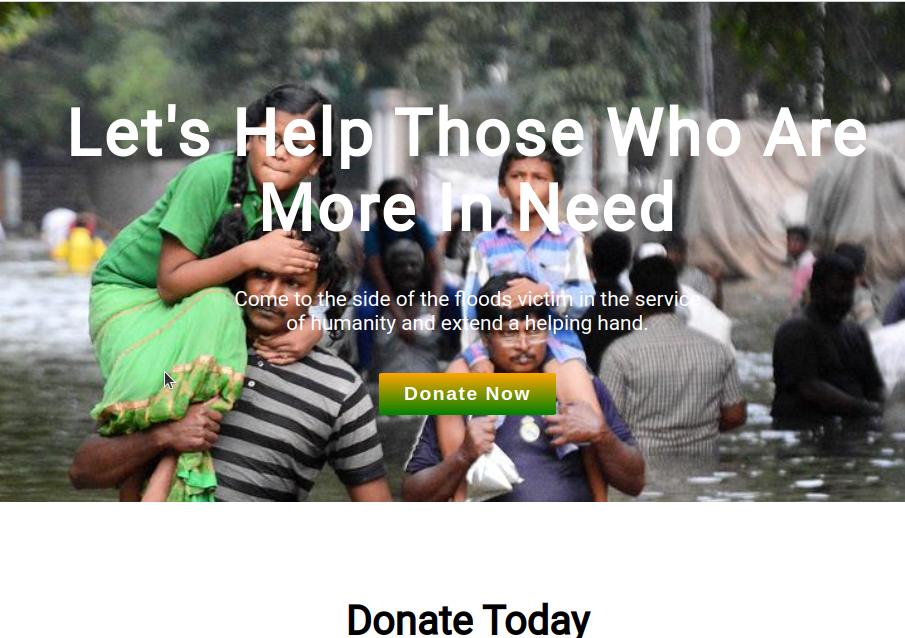 Let's Help Those Who Are
More In Need
Come to the side of the floods victim in the service
of humanity and extend a helping hand.
Donate Now
Donate Today